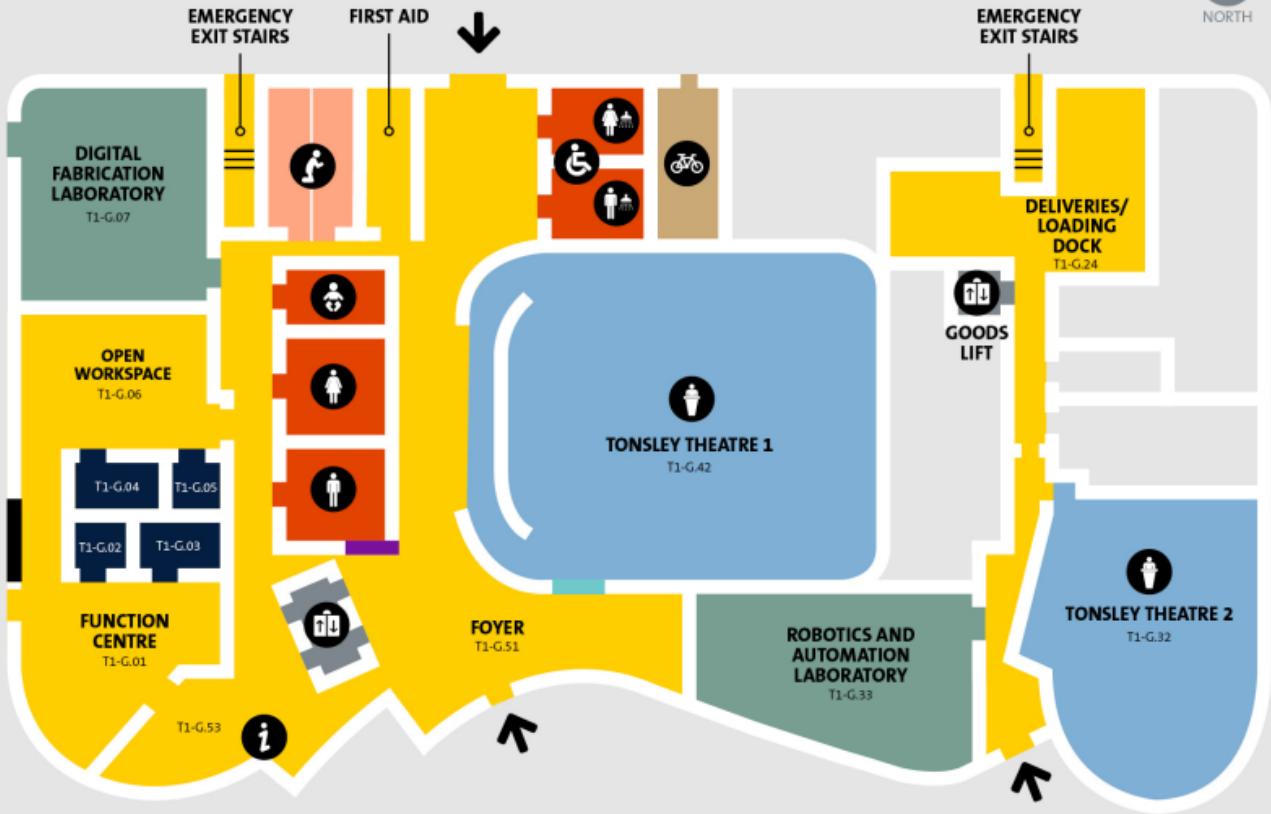 EMERGENCY
EXIT STAIRS
FIRST AID
EMERGENCY
EXIT STAIRS
NORTH
DIGITAL
FABRICATION
LABORATORY
T1-G.07
DELIVERIES/
LOADING
DOCK
T1-G.24
GOODS
LIFT
OPEN
WORKSPACE
T1-G.06
TONSLEY THEATRE 1
T1-G.42
T1-G.04
T1-G.05
T1-G.02
T1-G.03
FUNCTION
CENTRE
T1-G.01
FOYER
T1-G.51
ROBOTICS AND
AUTOMATION
LABORATORY
T1-G.33
TONSLEY THEATRE 2
T1-G.32
T1-G.53
i